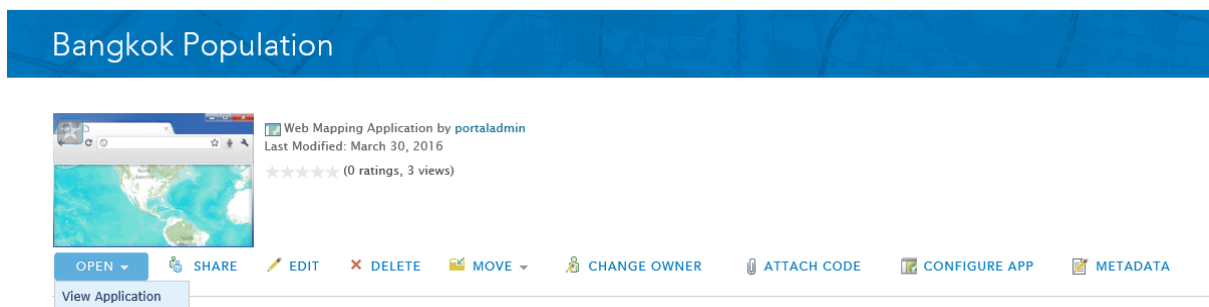 Bangkok Population
Web Mapping Application by portaladmin
Last Modified: March 30, 2016
(0 ratings, 3 views)
OPEN SHARE EDIT DELETE MOVE CHANGE OWNER ATTACH CODE CONFIGURE APP METADATA
View Application